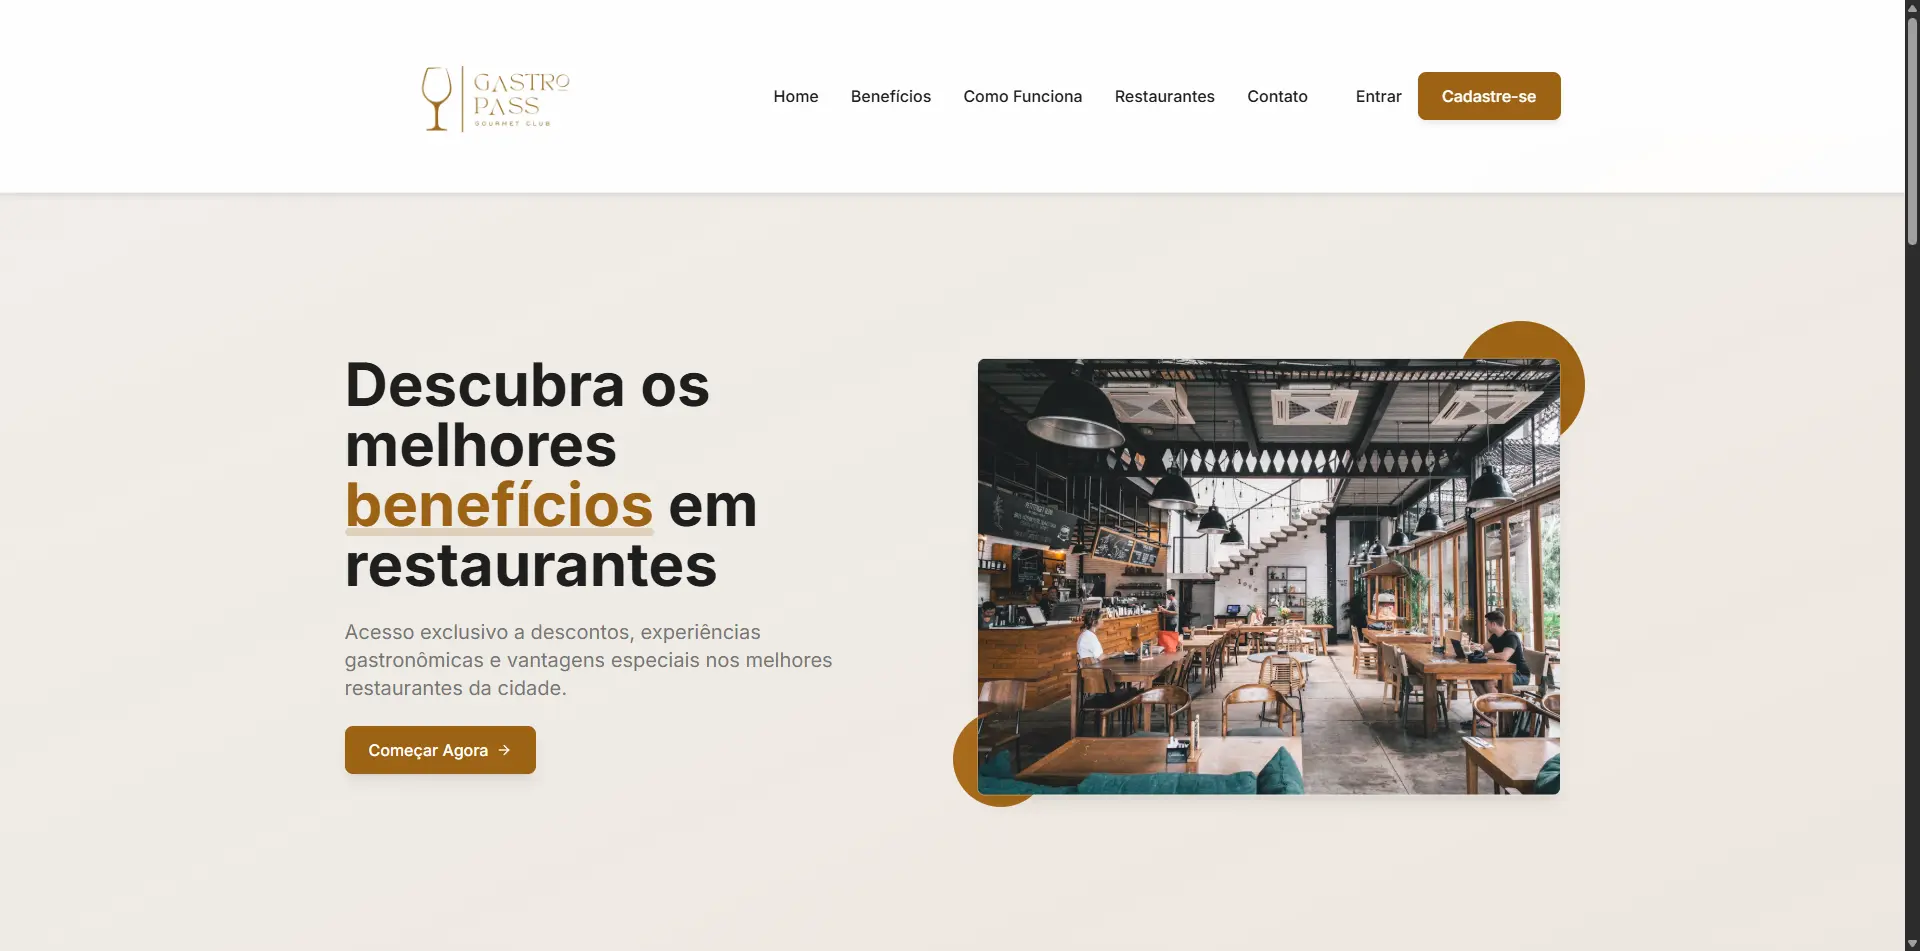 GASTRO
PASS
GOURMET CLUB
Home
Benefícios
Como Funciona
Restaurantes
Contato
Entrar
Cadastre-se
Descubra os
melhores
benefícios em
restaurantes
Acesso exclusivo a descontos, experiências
gastronômicas e vantagens especiais nos melhores
restaurantes da cidade.
Começar Agora →